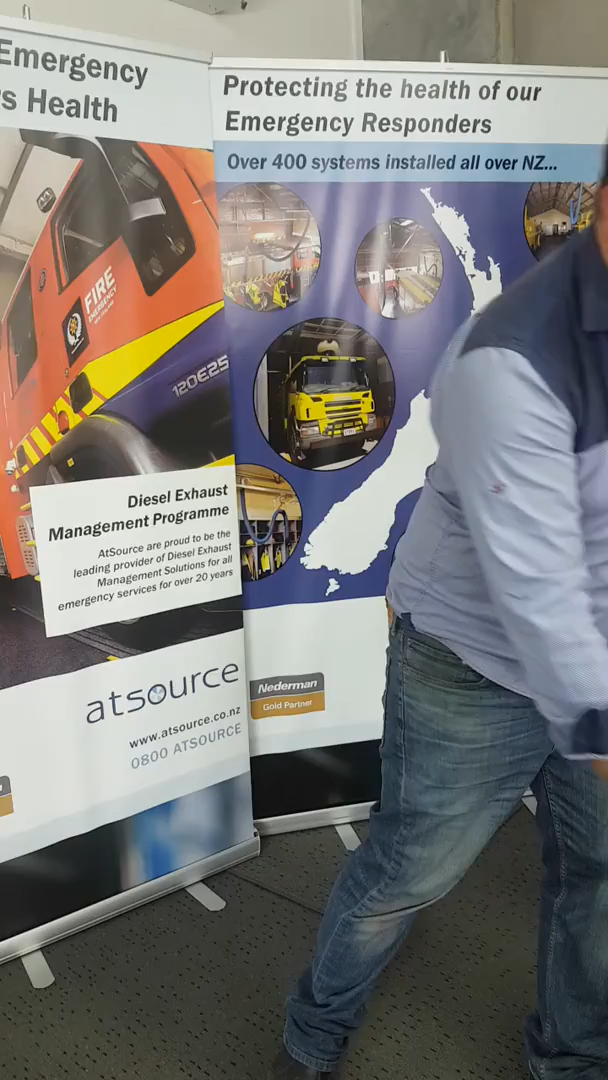 Emergency
s Health
FIRE
EMERGENCY
120E25
Diesel Exhaust
Management Programme
AtSource are proud to be the
leading provider of Diesel Exhaust
Management Solutions for all
emergency services for over 20 years
atsource
www.atsource.co.nz
0800 ATSOURCE
Protecting the health of our
Emergency Responders
Over 400 systems installed all over NZ...
Nederman
Gold Partner